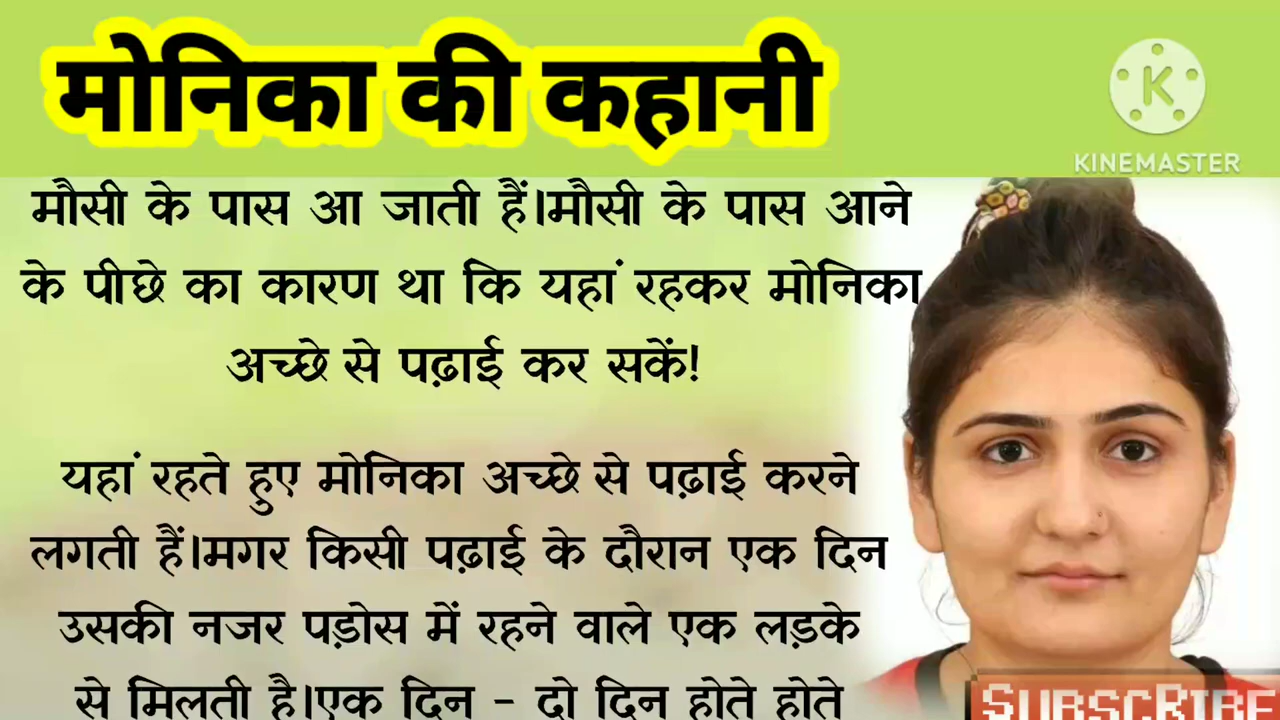 मोनिका की कहानी
KINEMASTER
मौसी के पास आ जाती हैं।मौसी के पास आने
के पीछे का कारण था कि यहां रहकर मोनिका
अच्छे से पढ़ाई कर सकें!
यहां रहते हुए मोनिका अच्छे से पढ़ाई करने
लगती हैं।मगर किसी पढ़ाई के दौरान एक दिन
उसकी नजर पड़ोस में रहने वाले एक लड़के
से मिलती है।एक दिन - दो दिन होते होते
SUBSCRIBE